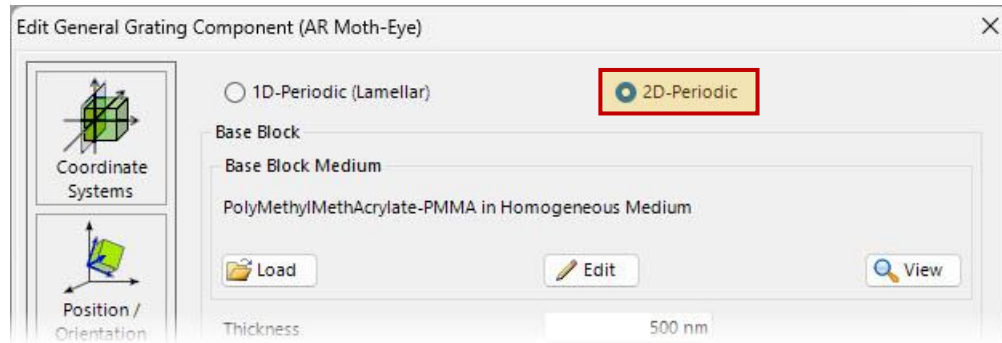 Edit General Grating Component (AR Moth-Eye)
1D-Periodic (Lamellar)
2D-Periodic
Coordinate
Systems
Base Block
Base Block Medium
PolyMethylMethAcrylate-PMMA in Homogeneous Medium
Load
Edit
View
Position /
Orientation
Thickness
500 nm